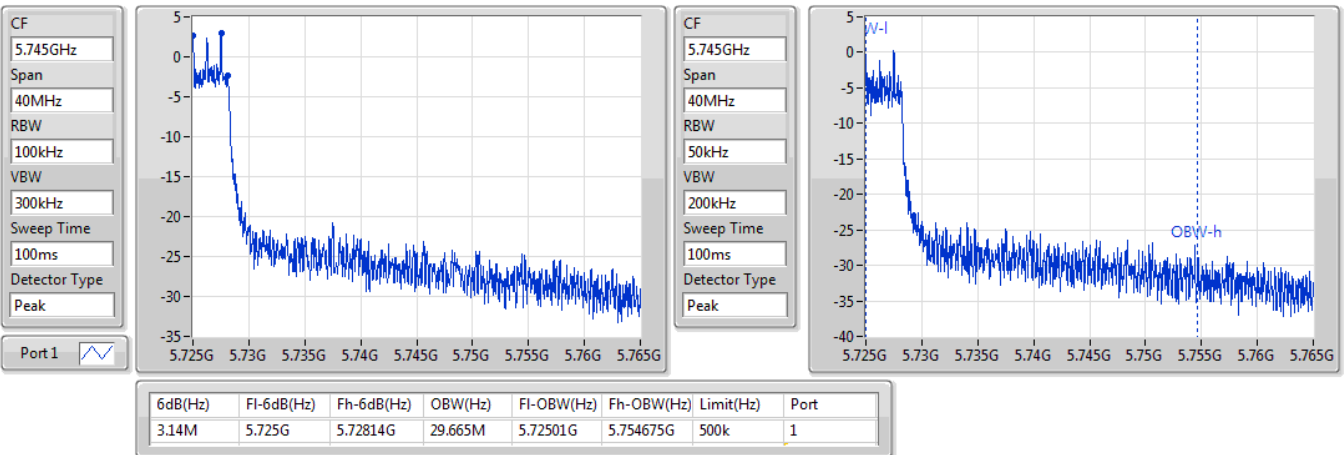 CF
5.745GHz
Span
40MHz
RBW
100kHz
VBW
300kHz
Sweep Time
100ms
Detector Type
Peak
Port 1
5
0
-5
-10
-15
-20
-25
-30
-35
5.725G 5.73G 5.735G 5.74G 5.745G 5.75G 5.755G 5.76G 5.765G
CF
5.745GHz
Span
40MHz
RBW
50kHz
VBW
200kHz
Sweep Time
100ms
Detector Type
Peak
5
0
-5
-10
-15
-20
-25
-30
-35
-40
W-l
OBW-h
5.725G 5.73G 5.735G 5.74G 5.745G 5.75G 5.755G 5.76G 5.765G
6dB(Hz) Fl-6dB(Hz) Fh-6dB(Hz) OBW(Hz) Fl-OBW(Hz) Fh-OBW(Hz) Limit(Hz) Port
3.14M 5.725G 5.72814G 29.665M 5.72501G 5.754675G 500k 1